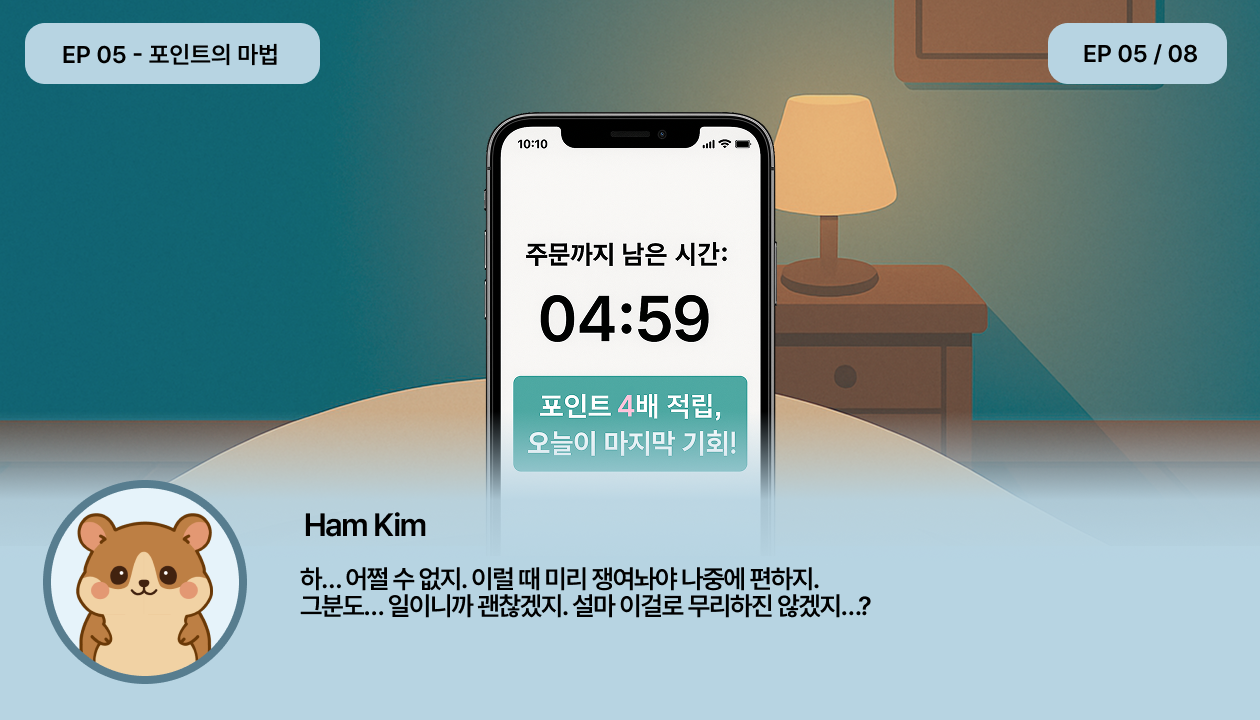 EP 05 - 포인트의 마법
EP 05 / 08
10:10
주문까지 남은 시간:
04:59
포인트 4배 적립,
오늘이 마지막 기회!
Ham Kim
하... 어쩔 수 없지. 이럴 때 미리 쟁여놔야 나중에 편하지.
그분도... 일이니까 괜찮겠지. 설마 이걸로 무리하진 않겠지...?